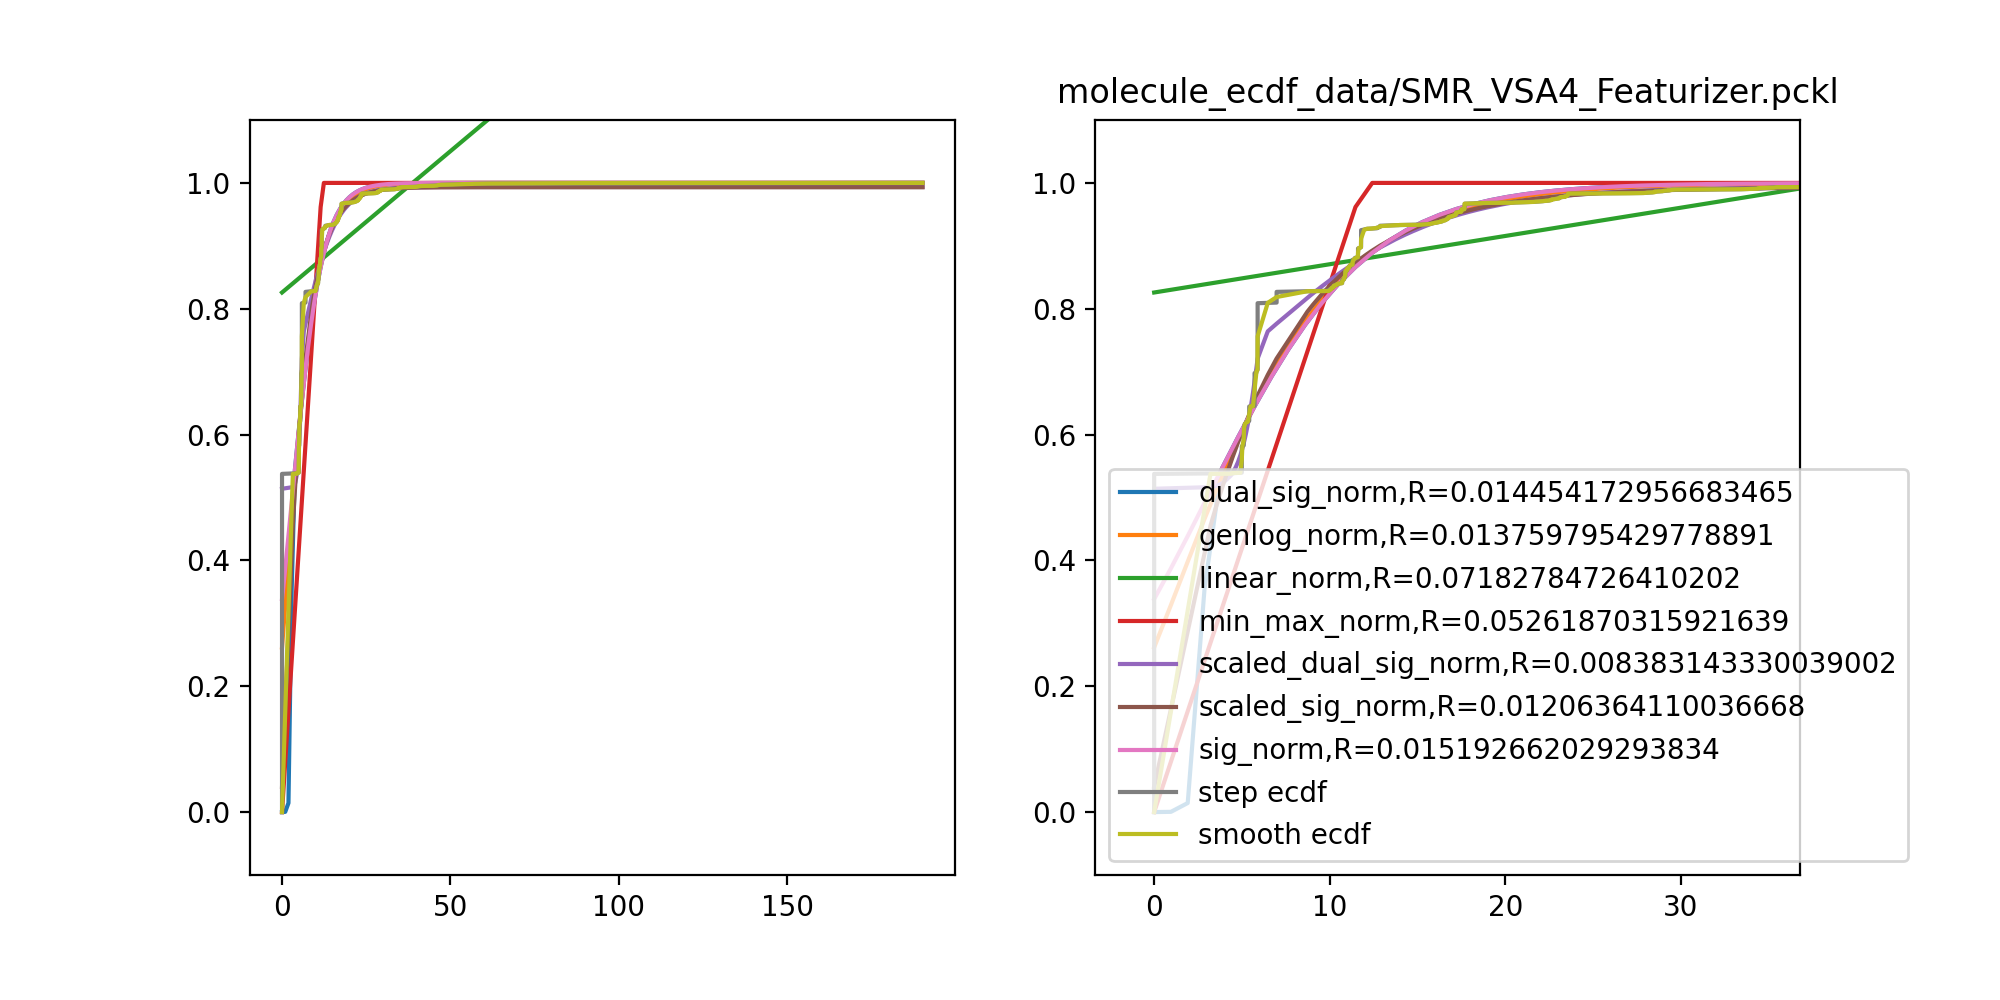 molecule_ecdf_data/SMR_VSA4_Featurizer.pckl
1.0
0.8
0.6
0.4
0.2
0.0
0 50 100 150
1.0
0.8
0.6
0.4
0.2
0.0
0 10 20 30
dual_sig_norm,R=0.014454172956683465
genlog_norm,R=0.013759795429778891
linear_norm,R=0.07182784726410202
min_max_norm,R=0.05261870315921639
scaled_dual_sig_norm,R=0.008383143330039002
scaled_sig_norm,R=0.01206364110036668
sig_norm,R=0.015192662029293834
step ecdf
smooth ecdf